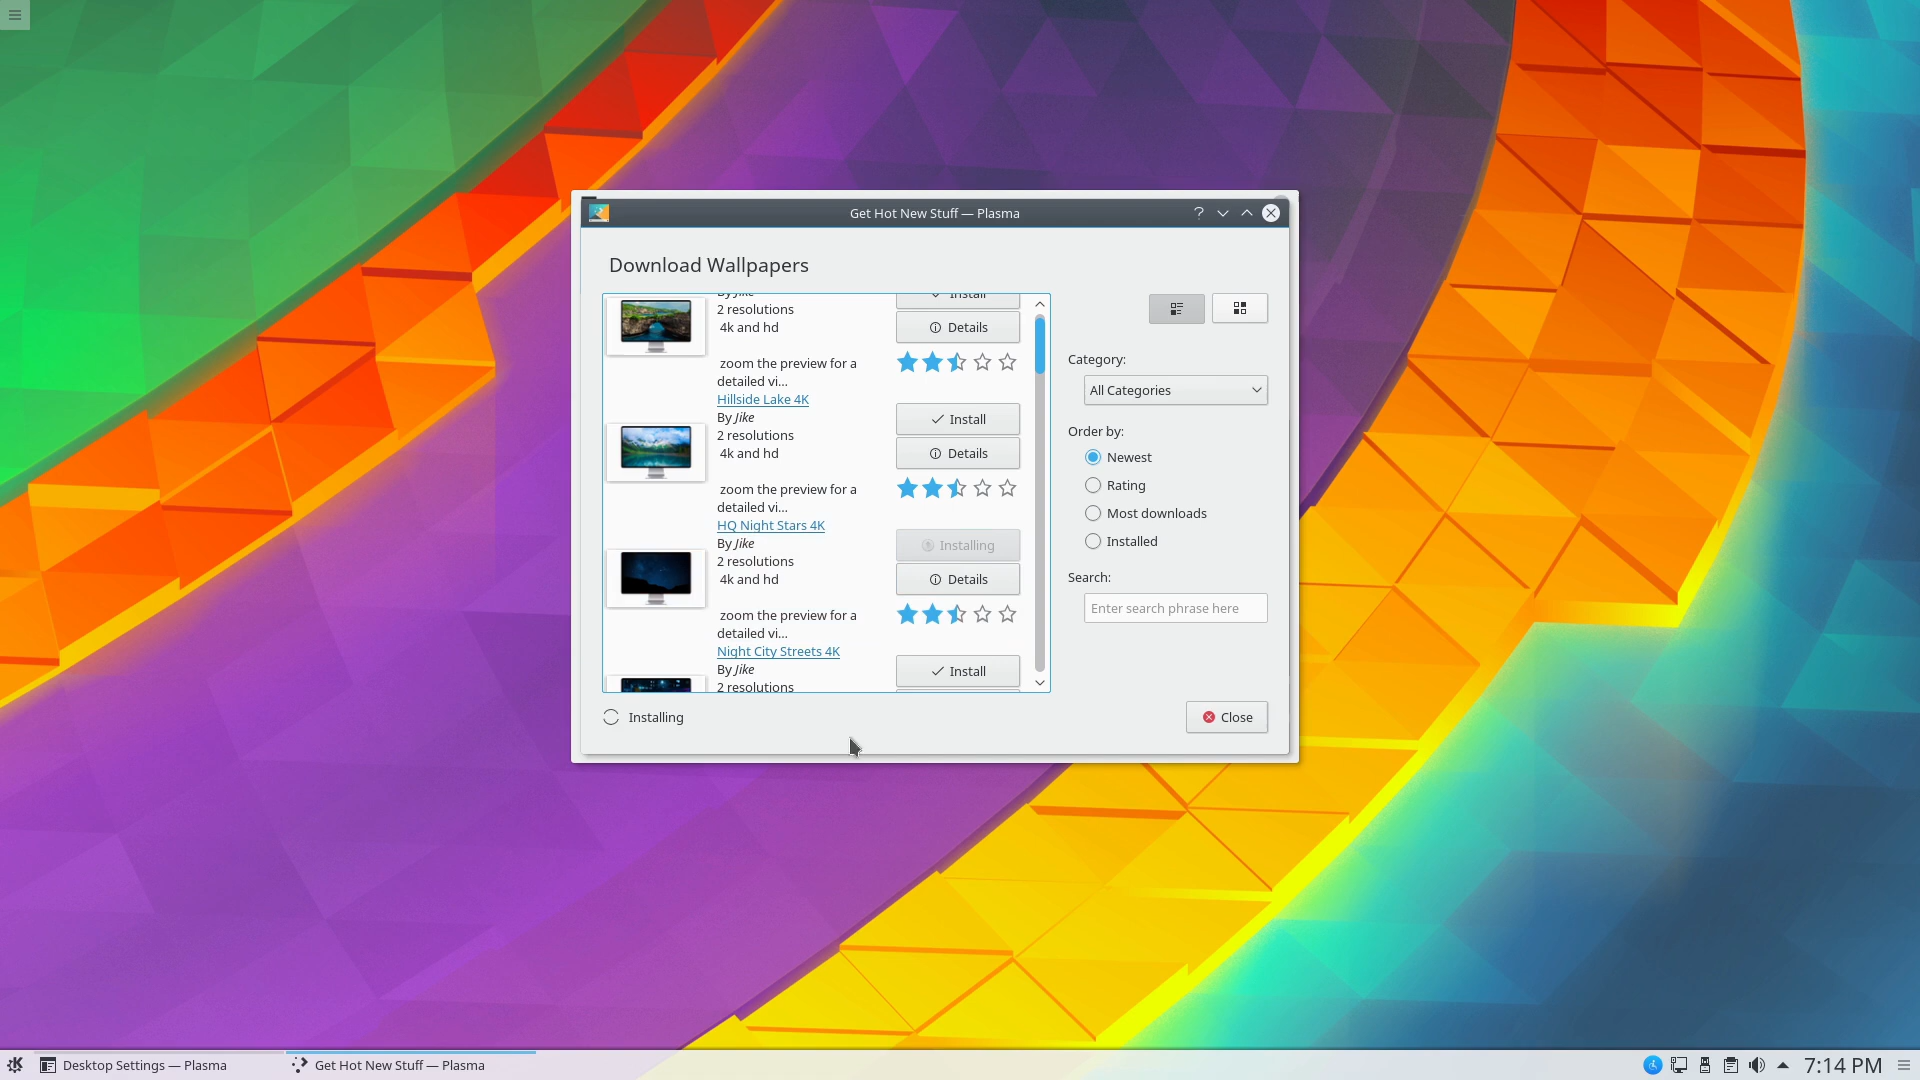 Get Hot New Stuff — Plasma
Download Wallpapers
By Jike
Install
2 resolutions
4k and hd
Details
zoom the preview for a
detailed vi...
Hillside Lake 4K
By Jike
Install
2 resolutions
4k and hd
Details
zoom the preview for a
detailed vi...
HQ Night Stars 4K
By Jike
Installing
2 resolutions
4k and hd
Details
zoom the preview for a
detailed vi...
Night City Streets 4K
By Jike
Install
2 resolutions
Category:
All Categories
Order by:
Newest
Rating
Most downloads
Installed
Search:
Enter search phrase here
Installing
Close
Desktop Settings — Plasma
Get Hot New Stuff — Plasma
7:14 PM